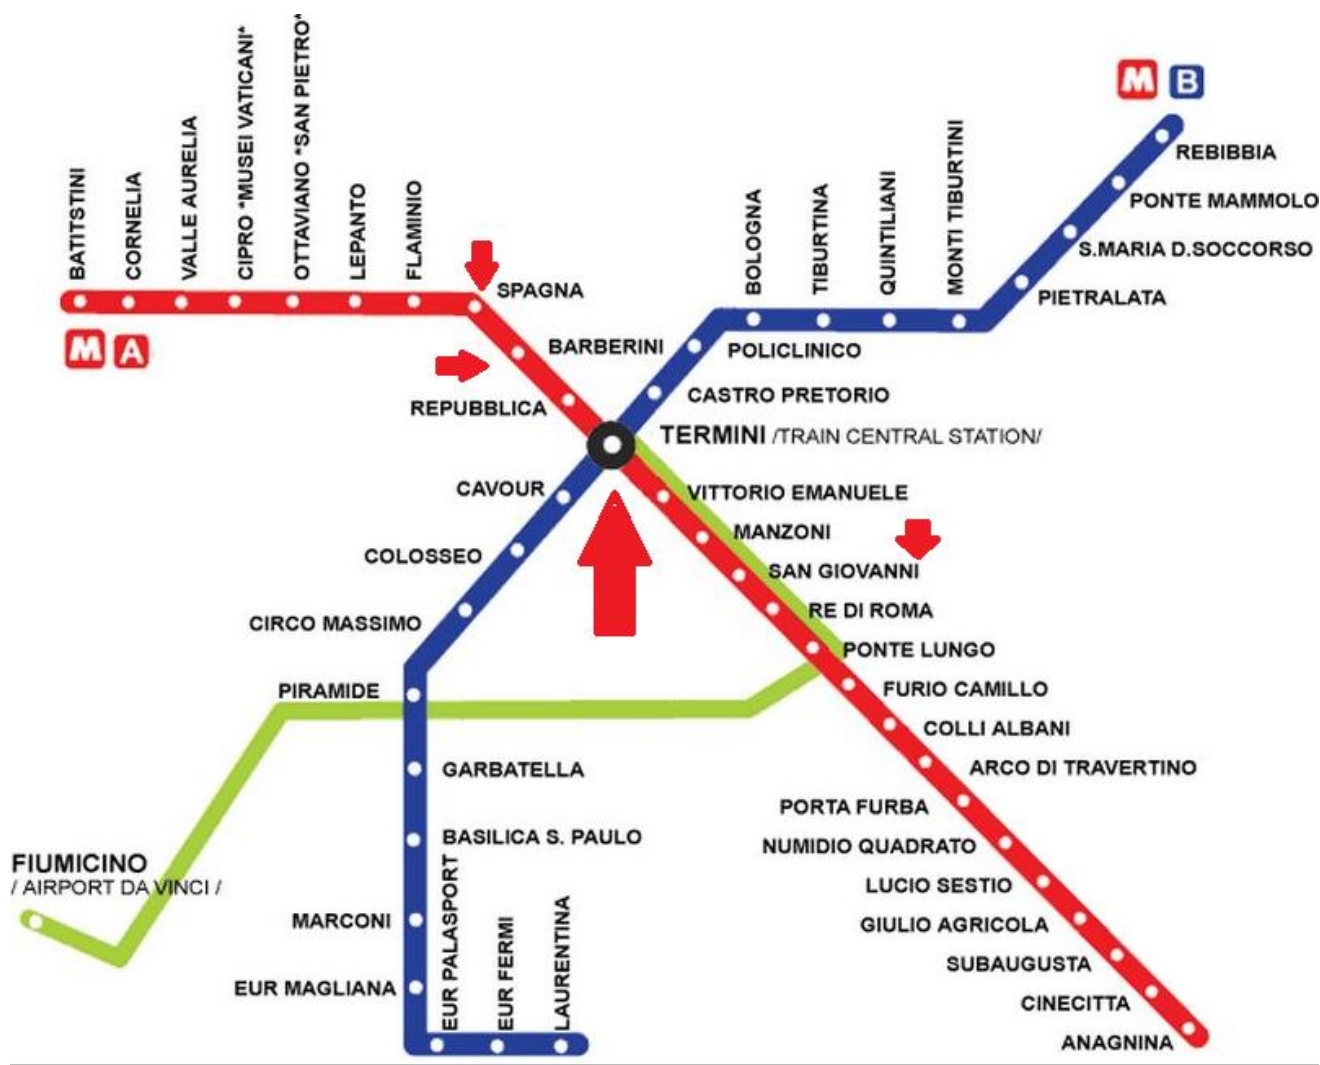 BATITSTINI
CORNELIA
VALLE AURELIA
CIPRO *MUSEI VATICANI*
OTTAVIANO *SAN PIETRO*
LEPANTO
FLAMINIO
SPAGNA
BARBERINI
REPUBBLICA
M A
M B
REBIBBIA
PONTE MAMMOLO
S.MARIA D.SOCCORSO
PIETRALATA
MONTI TIBURTINI
QUINTILIANI
TIBURTINA
BOLOGNA
POLICLINICO
CASTRO PRETORIO
TERMINI /TRAIN CENTRAL STATION/
VITTORIO EMANUELE
MANZONI
SAN GIOVANNI
RE DI ROMA
PONTE LUNGO
FURIO CAMILLO
COLLI ALBANI
ARCO DI TRAVERTINO
PORTA FURBA
NUMIDIO QUADRATO
LUCIO SESTIO
GIULIO AGRICOLA
SUBAUGUSTA
CINECITTA
ANAGNINA
CAVOUR
COLOSSEO
CIRCO MASSIMO
PIRAMIDE
GARBATELLA
BASILICA S. PAULO
MARCONI
EUR MAGLIANA
EUR PALASPORT
EUR FERMI
LAURENTINA
FIUMICINO
/ AIRPORT DA VINCI /